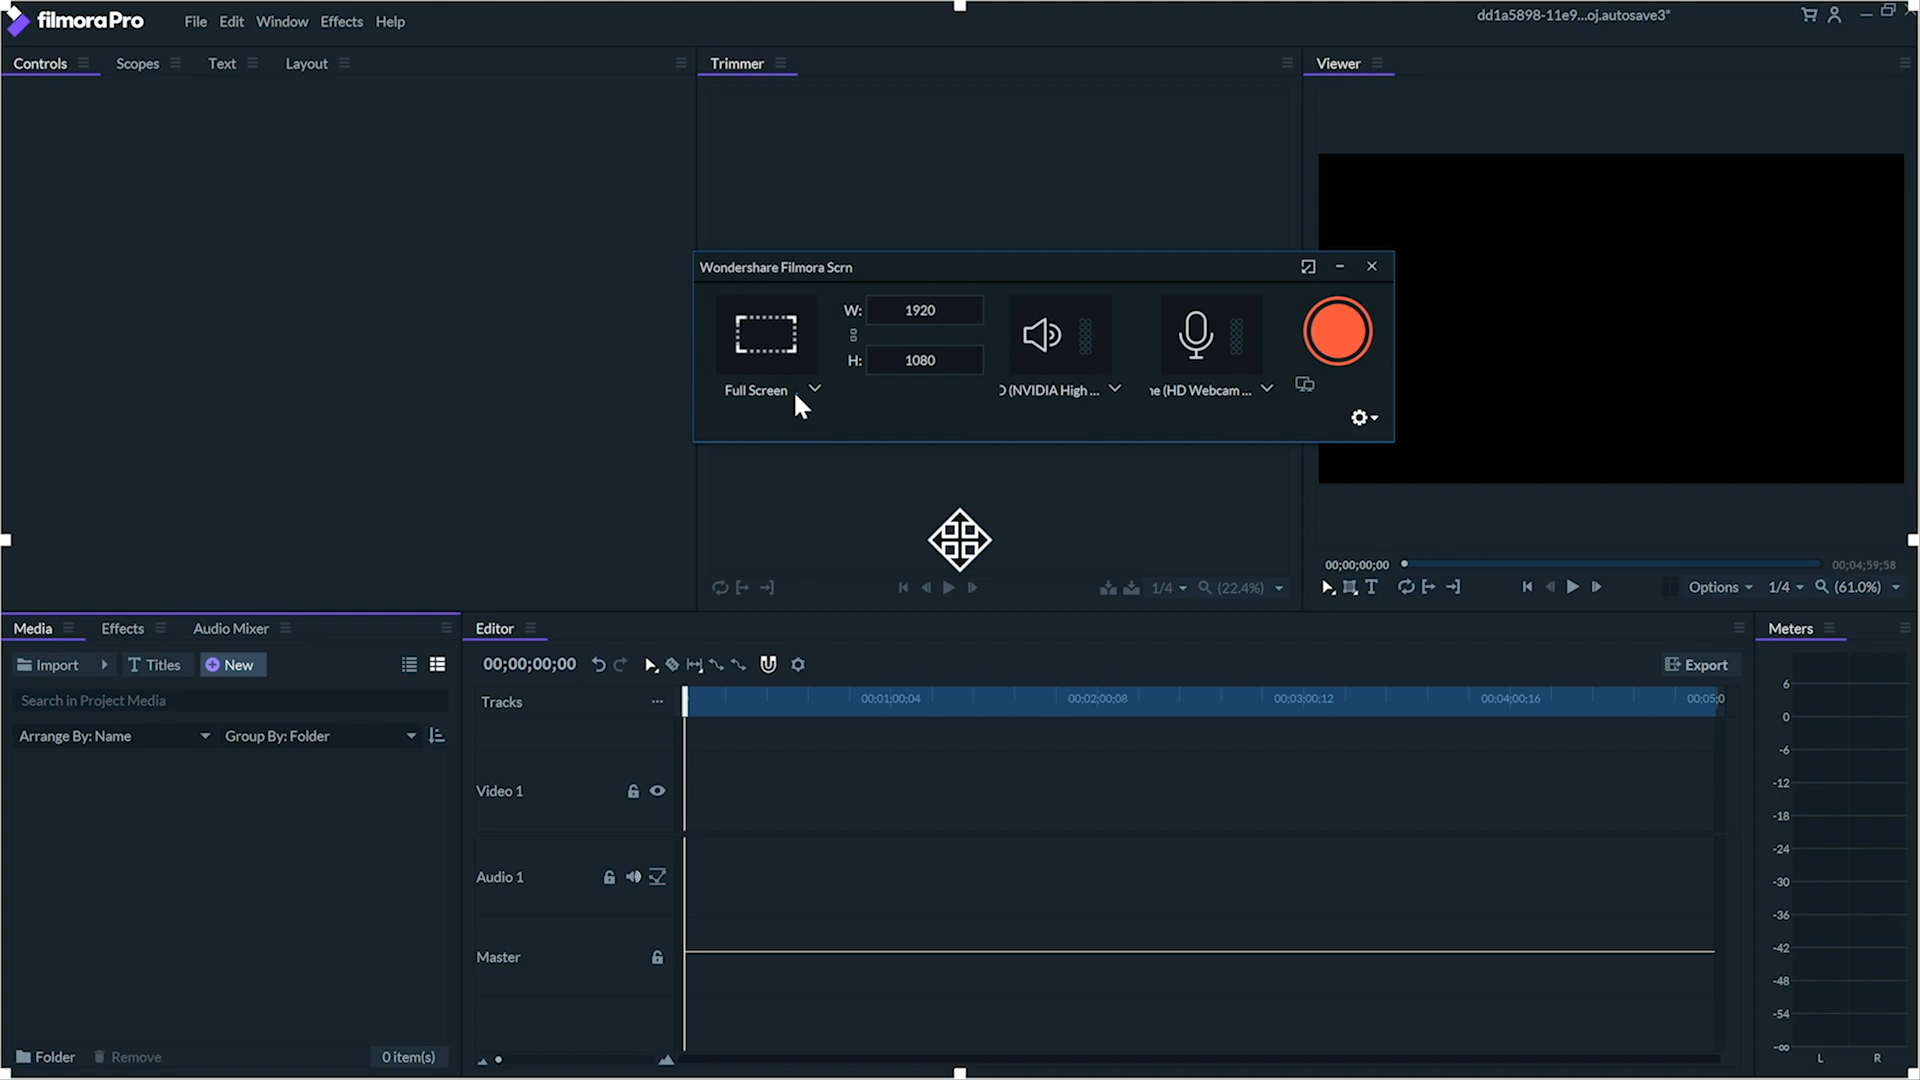 filmoraPro
File Edit Window Effects Help
dd1a5898-11e9...oj.autosave3*
Controls Scopes Text Layout
Trimmer
Viewer
Wondershare Filmora Scrn
W: 1920
H: 1080
Full Screen
(NVIDIA High ...
(HD Webcam ...
00;00;00;00
00;04;59;58
1/4 (22.4%)
Options 1/4 (61.0%)
Media Effects Audio Mixer
Editor
Meters
Import Titles New
00;00;00;00
Export
Search in Project Media
Tracks
00;01;00;04 00;02;00;08 00;03;00;12 00;04;00;16 00;05;0
Arrange By: Name Group By: Folder
Video 1
Audio 1
Master
6
0
-6
-12
-18
-24
-30
-36
-42
-48
-54
-∞
L R
Folder Remove 0 item(s)